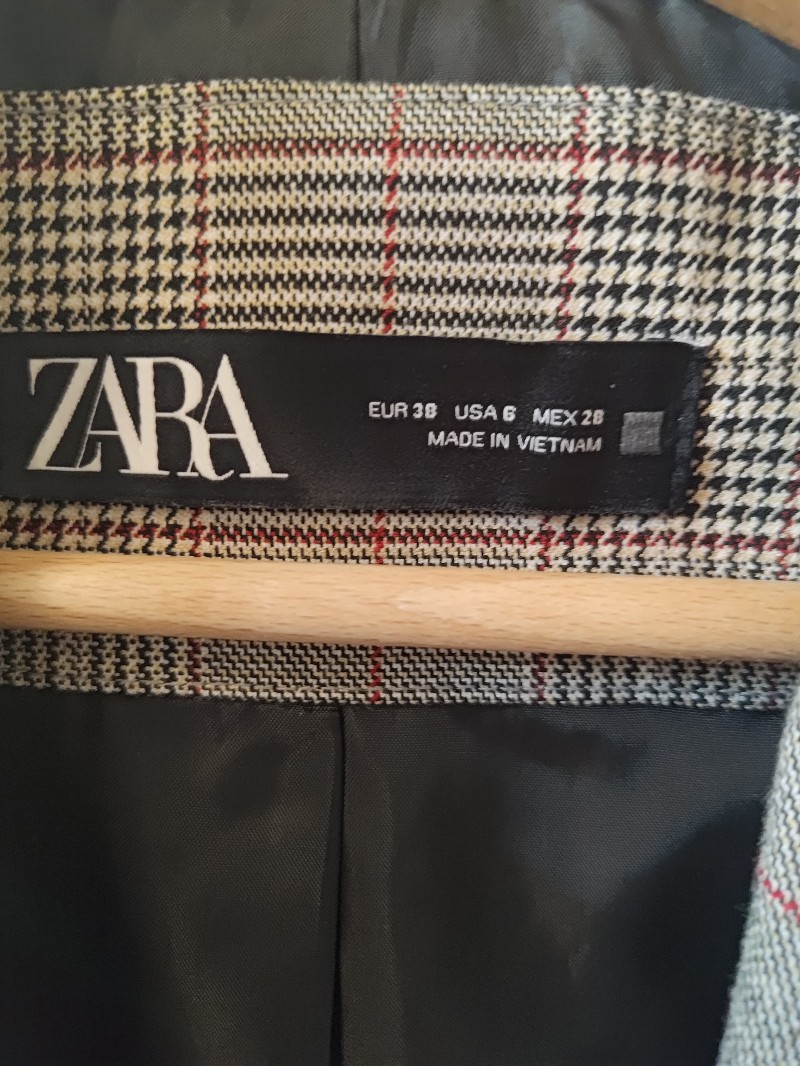 ZARA
EUR 38 USA 6 MEX 28
MADE IN VIETNAM